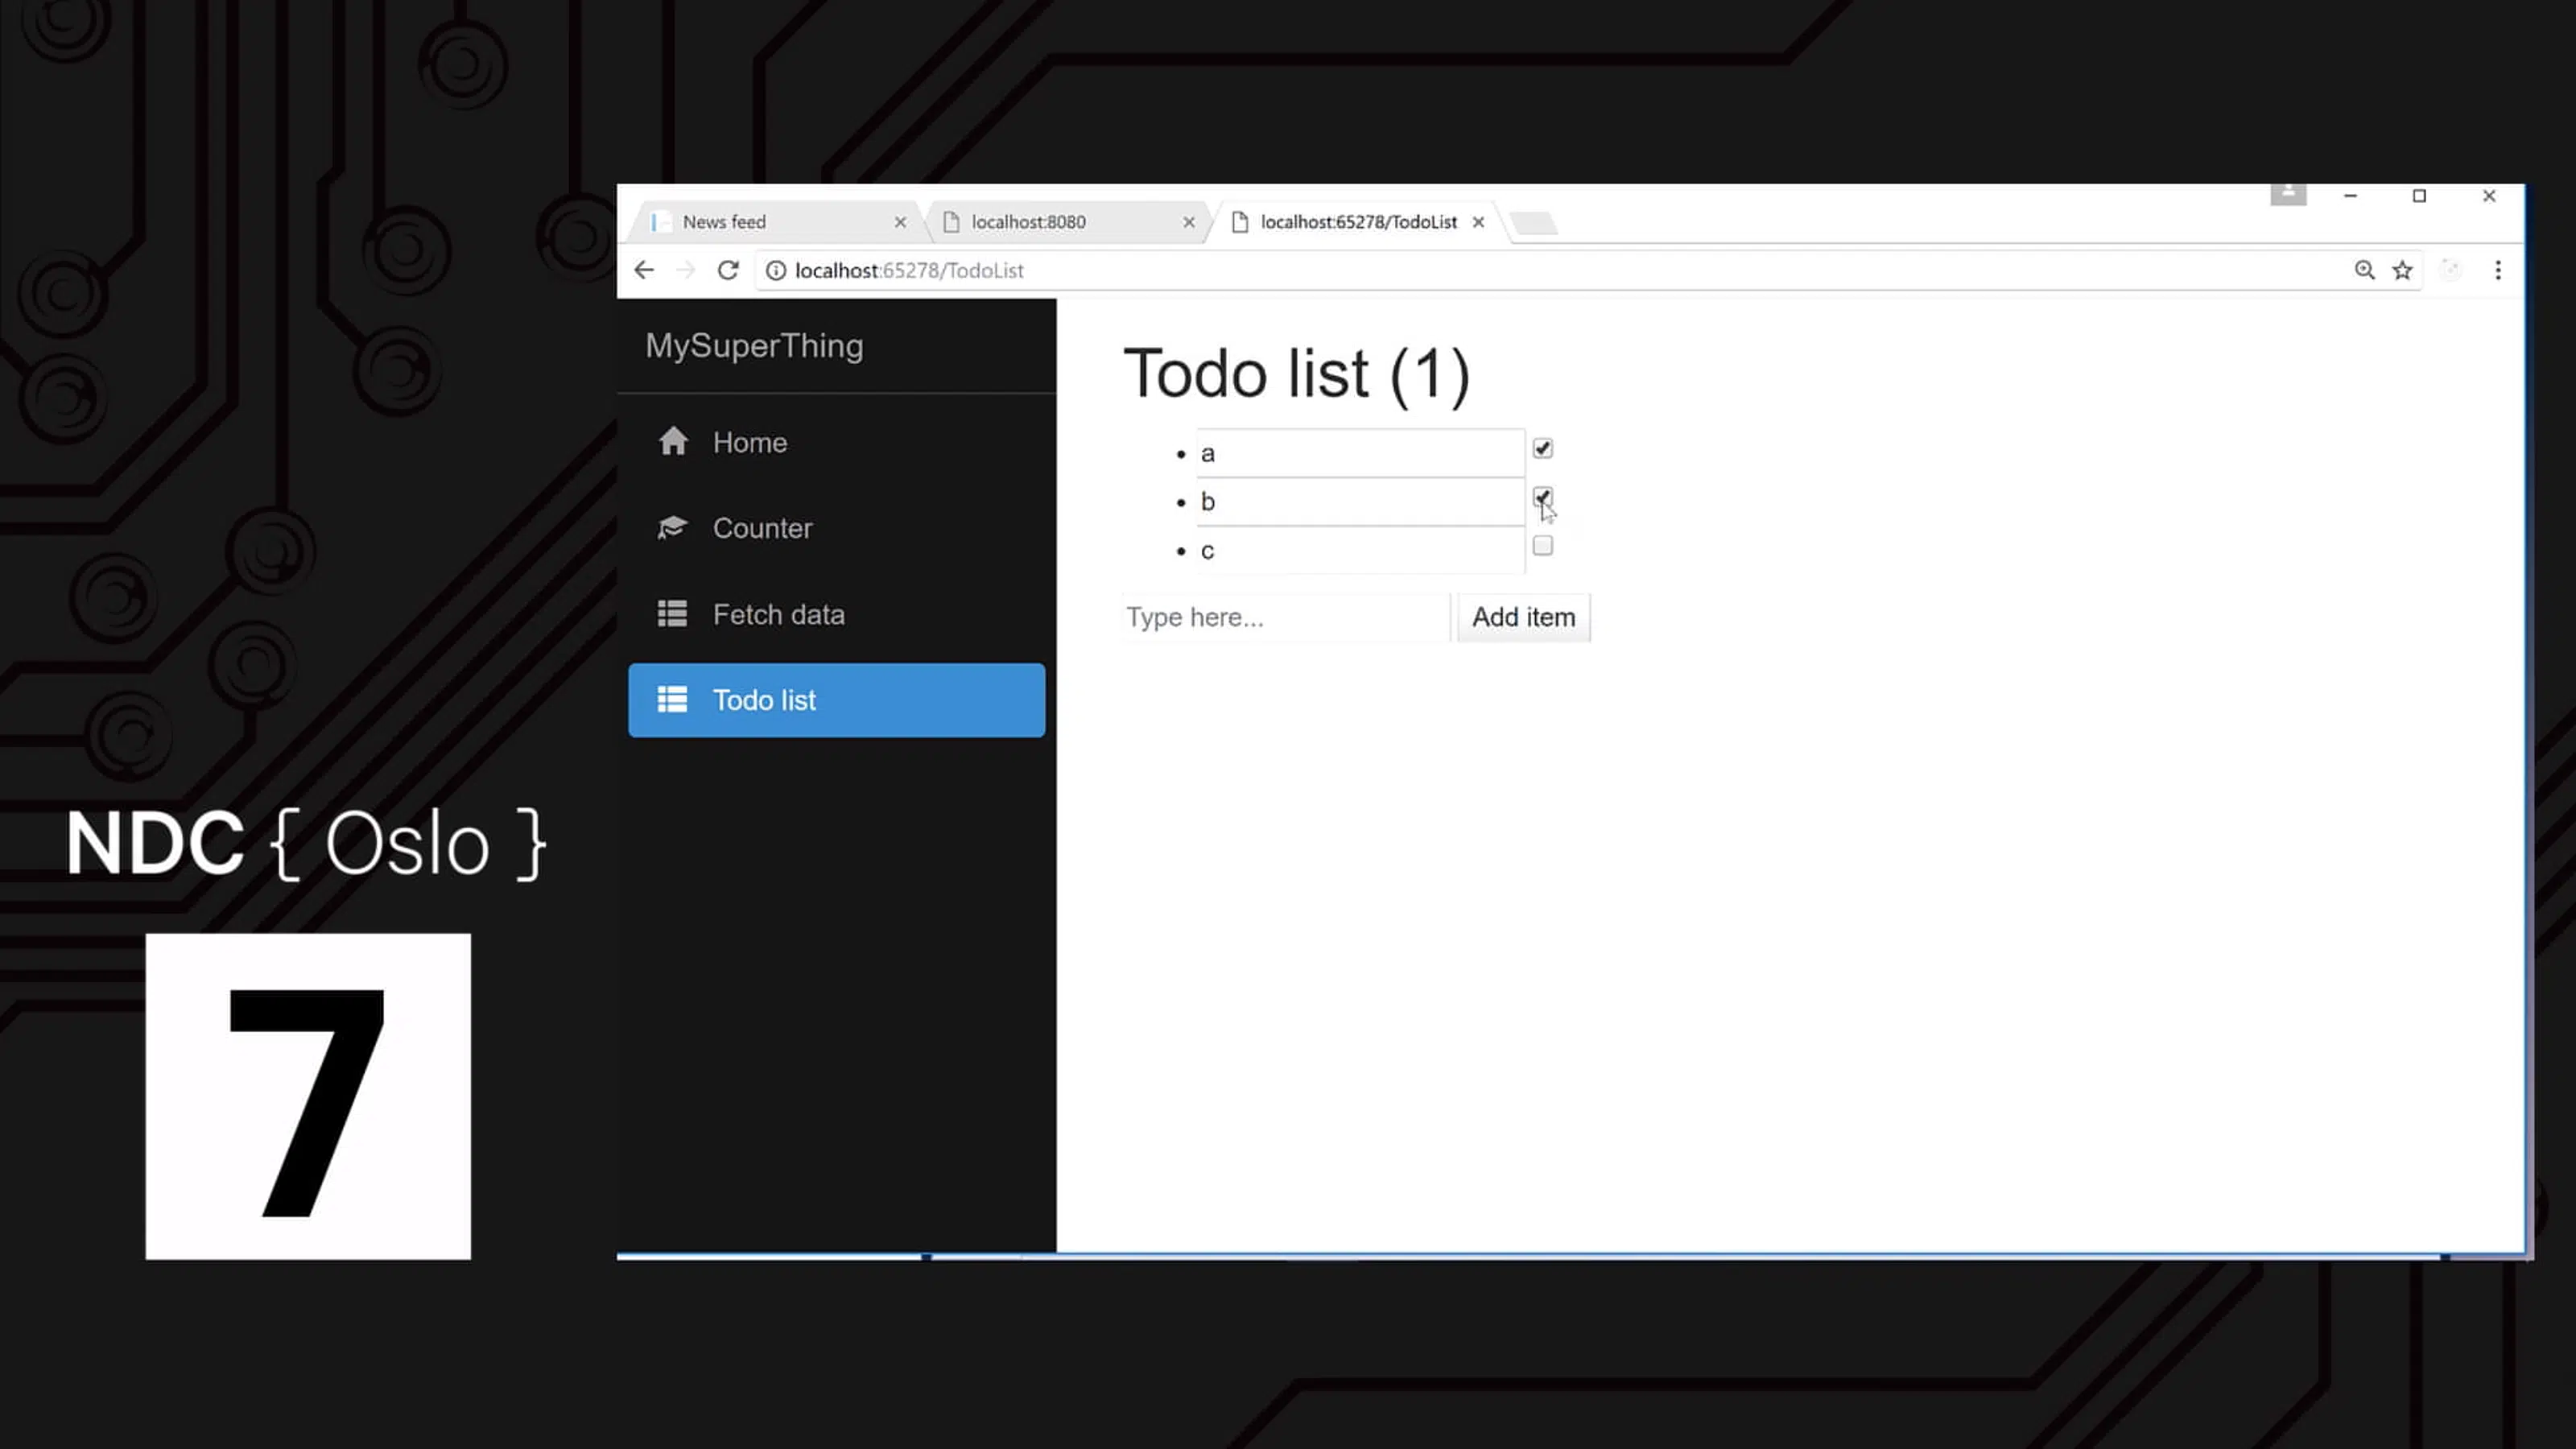 News feed
localhost:8080
localhost:65278/TodoList
localhost:65278/TodoList
MySuperThing
Home
Counter
Fetch data
Todo list
Todo list (1)
a
b
c
Type here...
Add item
NDC { Oslo }
7